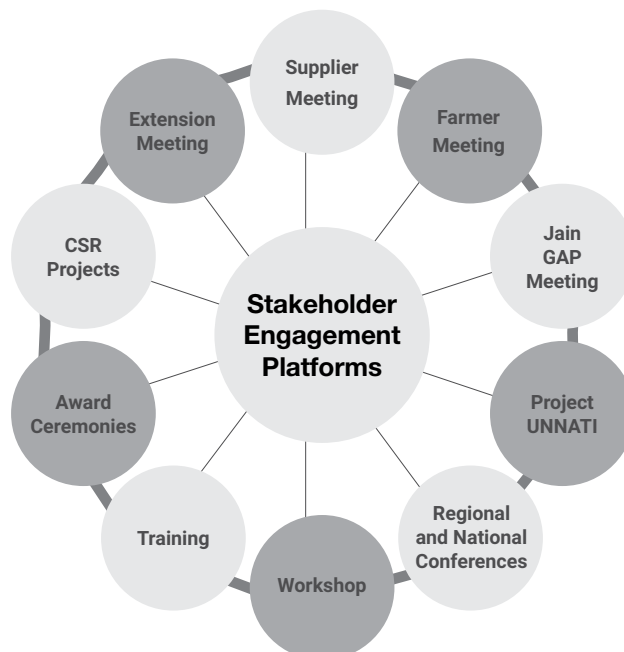 Supplier
Meeting
Farmer
Meeting
Jain
GAP
Meeting
Project
UNNATI
Regional
and National
Conferences
Workshop
Training
Award
Ceremonies
CSR
Projects
Extension
Meeting
Stakeholder
Engagement
Platforms